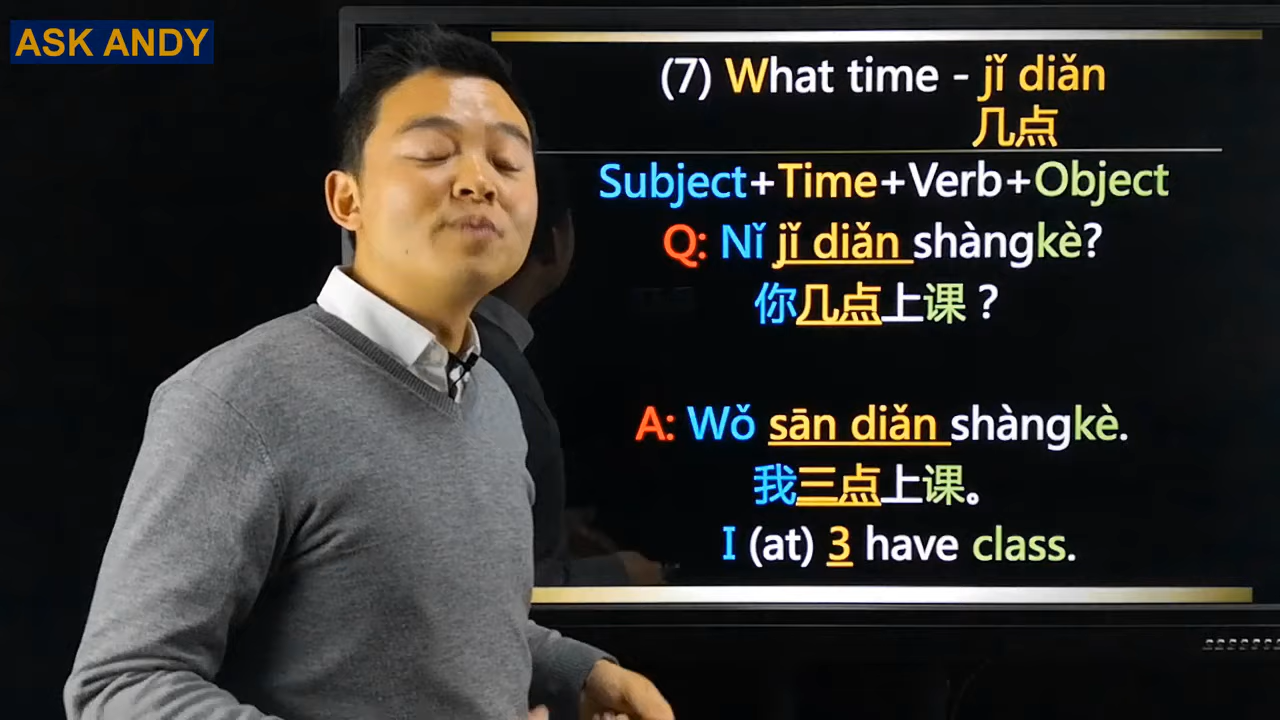 ASK ANDY
(7) What time - jǐ diǎn
几点
Subject+Time+Verb+Object
Q: Nǐ jǐ diǎn shàngkè?
你几点上课？
A: Wǒ sān diǎn shàngkè.
我三点上课。
I (at) 3 have class.